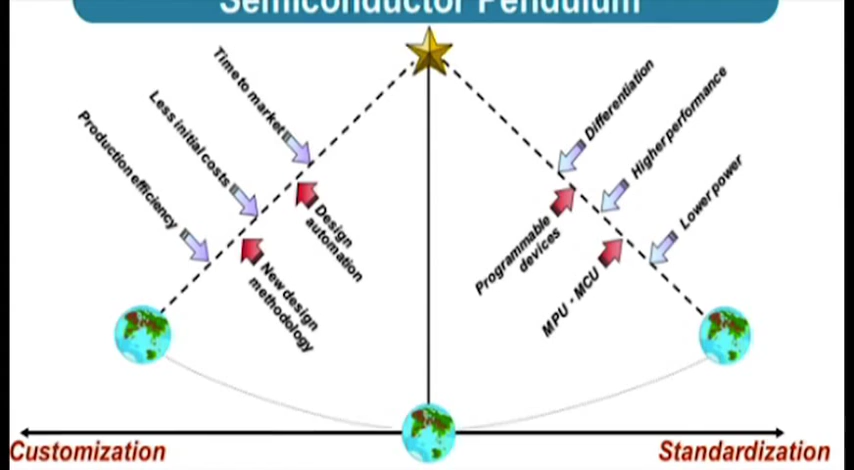 Semiconductor Pendulum
Time to market
Less initial costs
Production efficiency
Design
automation
New design
methodology
Differentiation
Higher performance
Lower power
Programmable
devices
MPU - MCU
Customization
Standardization